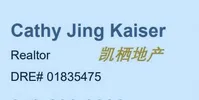 Cathy Jing Kaiser
Realtor 凯栖地产
DRE# 01835475